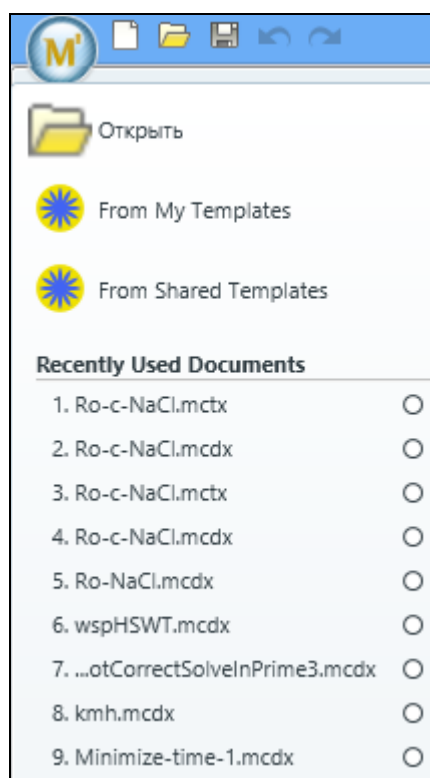 M'
Открыть
From My Templates
From Shared Templates
Recently Used Documents
1. Ro-c-NaCl.mctx
2. Ro-c-NaCl.mcdx
3. Ro-c-NaCl.mctx
4. Ro-c-NaCl.mcdx
5. Ro-NaCl.mcdx
6. wspHSWT.mcdx
7. ...otCorrectSolveInPrime3.mcdx
8. kmh.mcdx
9. Minimize-time-1.mcdx